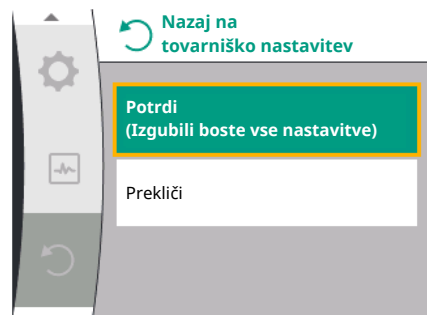 Nazaj na
tovarniško nastavitev
Potrdi
(Izgubili boste vse nastavitve)
Prekliči